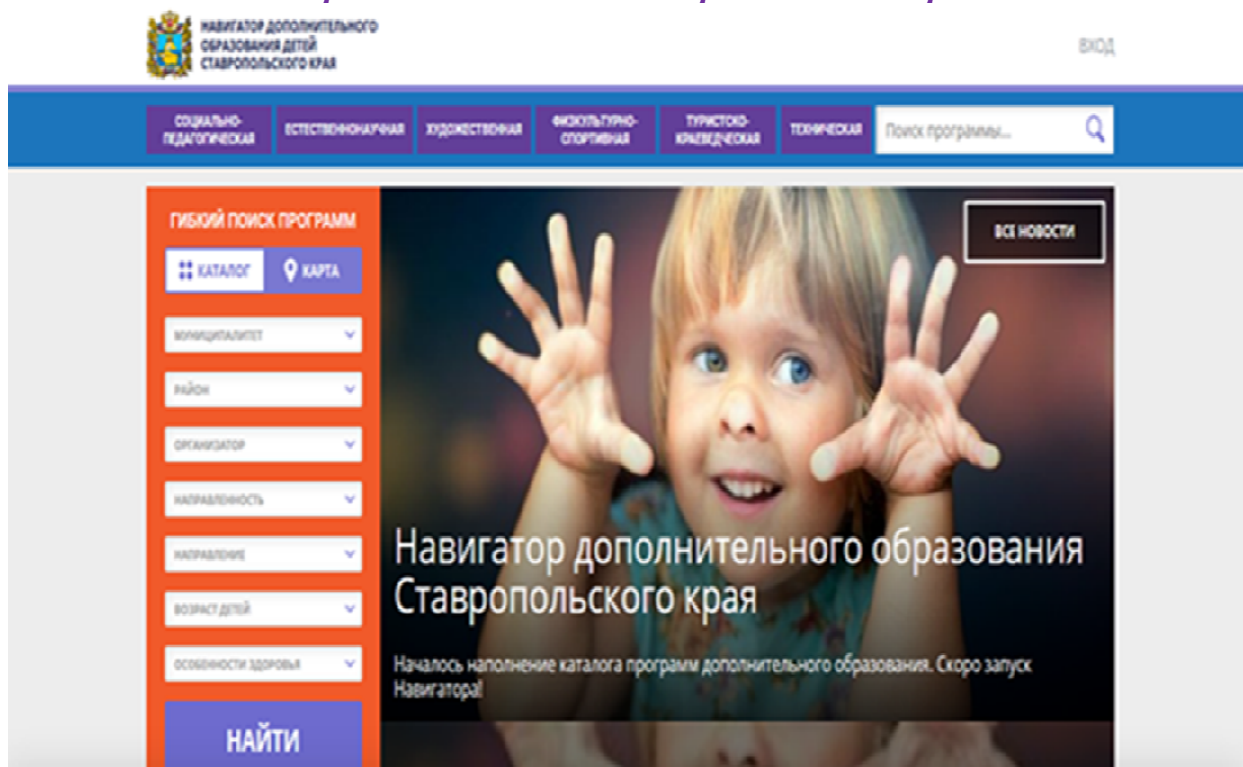 НАВИГАТОР ДОПОЛНИТЕЛЬНОГО
ОБРАЗОВАНИЯ ДЕТЕЙ
СТАВРОПОЛЬСКОГО КРАЯ
ВХОД
СОЦИАЛЬНО-
ПЕДАГОГИЧЕСКАЯ
ЕСТЕСТВЕННОНАУЧНАЯ
ХУДОЖЕСТВЕННАЯ
ФИЗКУЛЬТУРНО-
СПОРТИВНАЯ
ТУРИСТСКО-
КРАЕВЕДЧЕСКАЯ
ТЕХНИЧЕСКАЯ
Поиск программы...
ГИБКИЙ ПОИСК ПРОГРАММ
КАТАЛОГ
КАРТА
МУНИЦИПАЛИТЕТ
РАЙОН
ОРГАНИЗАТОР
НАПРАВЛЕННОСТЬ
НАПРАВЛЕНИЕ
ВОЗРАСТ ДЕТЕЙ
ОСОБЕННОСТИ ЗДОРОВЬЯ
НАЙТИ
ВСЕ НОВОСТИ
Навигатор дополнительного образования
Ставропольского края
Началось наполнение каталога программ дополнительного образования. Скоро запуск
Навигатора!